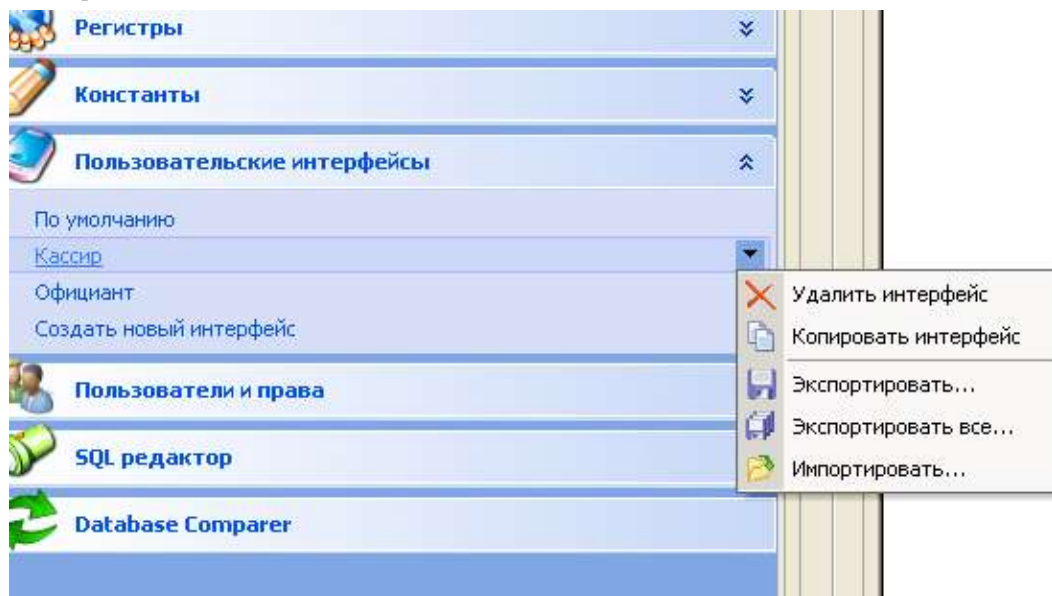 Регистры
Константы
Пользовательские интерфейсы
По умолчанию
Кассир
Официант
Создать новый интерфейс
Удалить интерфейс
Копировать интерфейс
Экспортировать...
Экспортировать все...
Импортировать...
Пользователи и права
SQL редактор
Database Comparer